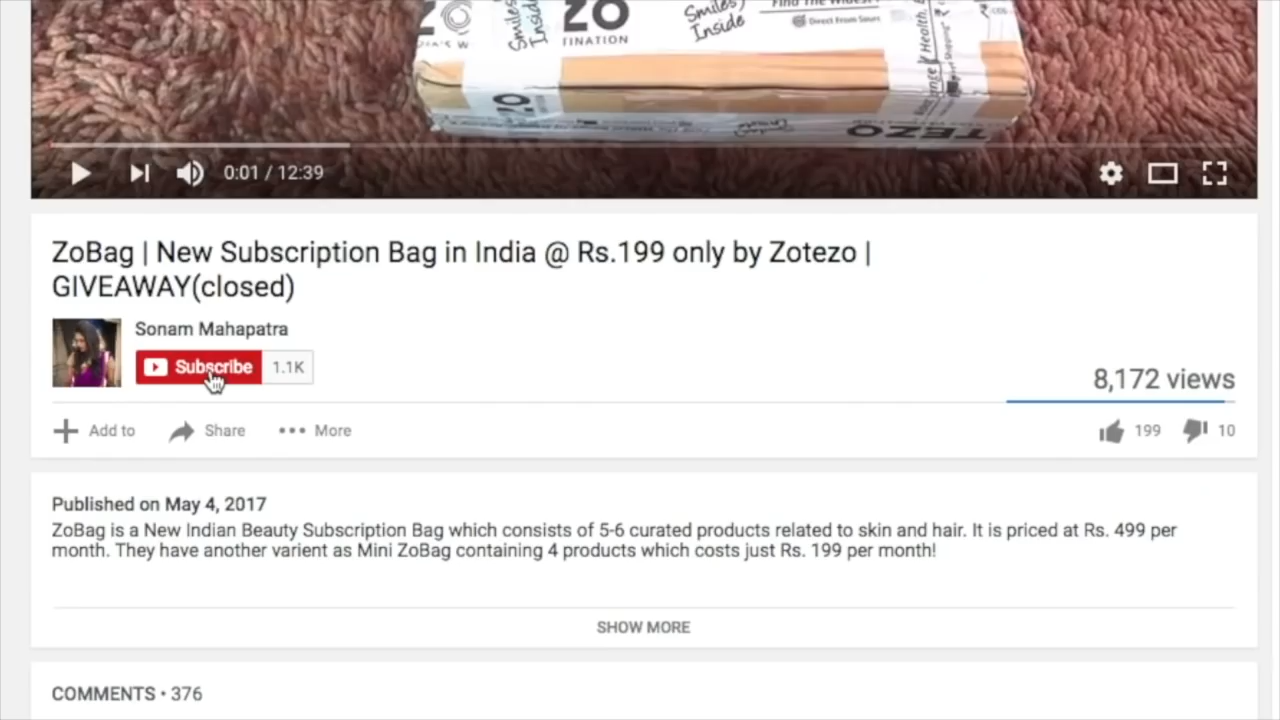 Smiles Inside
ZO
TINATION
Smiles Inside
Direct From
Health,
ZO
TEZO
0:01 / 12:39
ZoBag | New Subscription Bag in India @ Rs.199 only by Zotezo |
GIVEAWAY(closed)
Sonam Mahapatra
Subscribe 1.1K
8,172 views
Add to Share More
199 10
Published on May 4, 2017
ZoBag is a New Indian Beauty Subscription Bag which consists of 5-6 curated products related to skin and hair. It is priced at Rs. 499 per
month. They have another varient as Mini ZoBag containing 4 products which costs just Rs. 199 per month!
SHOW MORE
COMMENTS • 376